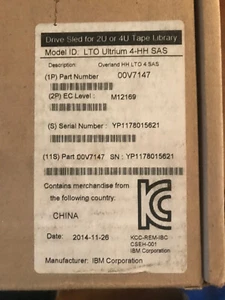 Drive Sled for 2U or 4U Tape Library
Model ID: LTO Ultrium 4-HH SAS
Description Overland HH LTO 4 SAS
(1P) Part Number 00V7147
(2P) EC Level : M12169
(S) Serial Number : YP1178015621
(11S) Part 00V7147 SN : YP1178015621
Contains merchandise from
the following country:
CHINA
Date: 2014-11-26
KCC-REM-IBC
CSEH-001
IBM Corporation
Manufacturer: IBM Corporation